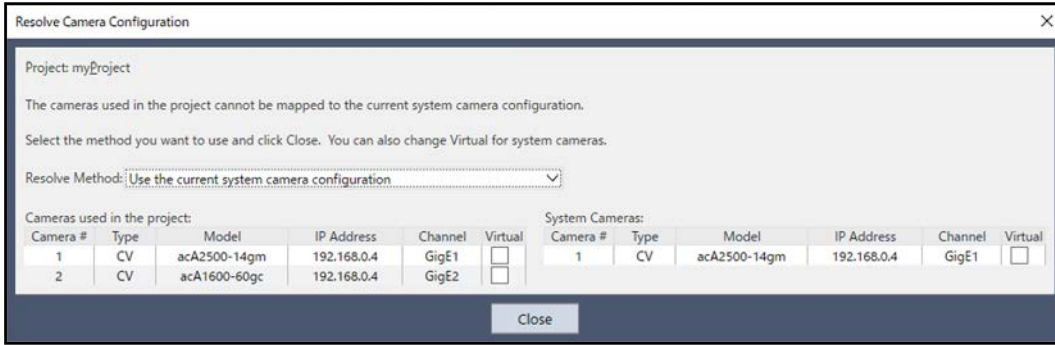 Resolve Camera Configuration
Project: myProject
The cameras used in the project cannot be mapped to the current system camera configuration.
Select the method you want to use and click Close. You can also change Virtual for system cameras.
Resolve Method: Use the current system camera configuration
Cameras used in the project: System Cameras:
Camera # Type Model IP Address Channel Virtual Camera # Type Model IP Address Channel Virtual
1 CV acA2500-14gm 192.168.0.4 GigE1 1 CV acA2500-14gm 192.168.0.4 GigE1
2 CV acA1600-60gc 192.168.0.4 GigE2
Close